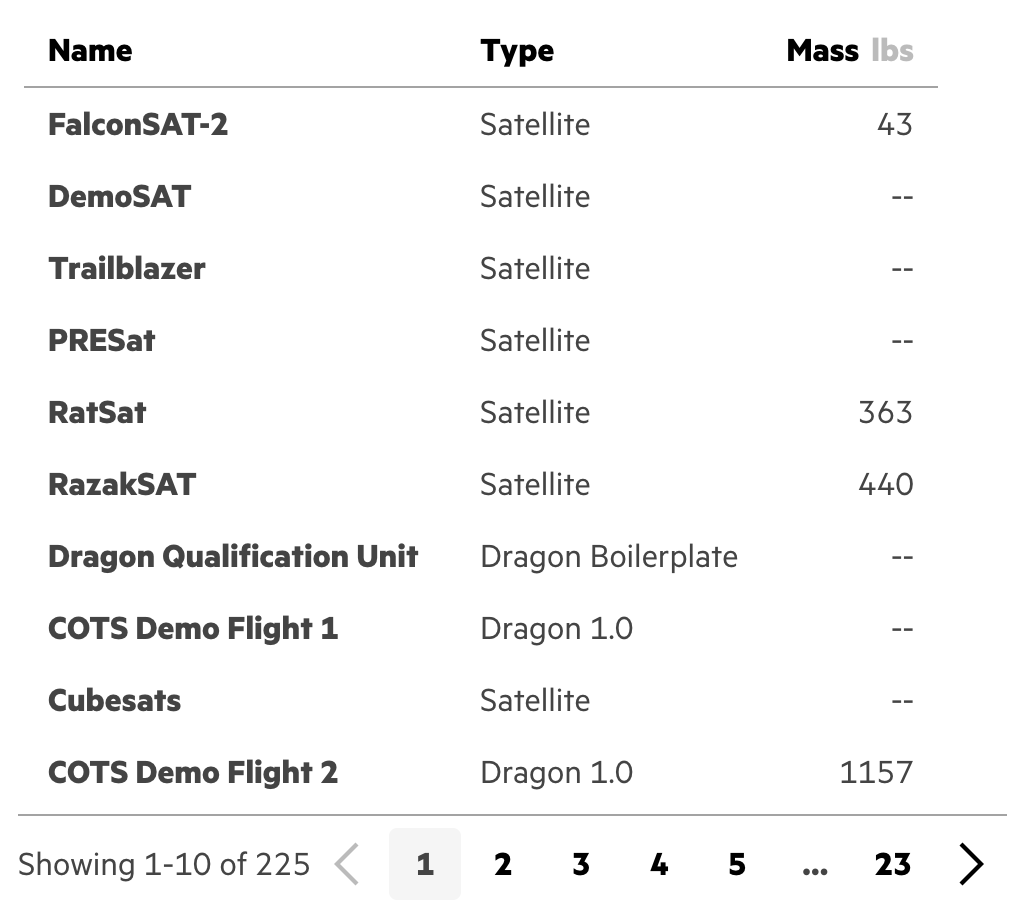 Name Type Mass lbs
FalconSAT-2 Satellite 43
DemoSAT Satellite --
Trailblazer Satellite --
PRESat Satellite --
RatSat Satellite 363
RazakSAT Satellite 440
Dragon Qualification Unit Dragon Boilerplate --
COTS Demo Flight 1 Dragon 1.0 --
Cubesats Satellite --
COTS Demo Flight 2 Dragon 1.0 1157
Showing 1-10 of 225 1 2 3 4 5 ... 23